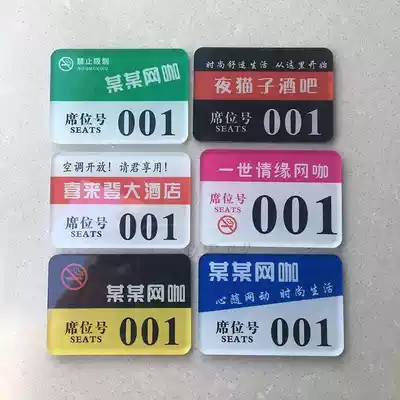 禁止吸烟
NO SMOKING
某某网咖
席位号
SEATS
001
时尚舒适生活 从这里开始
夜猫子酒吧
席位号
SEATS
001
空调开放！请君享用！
喜来登大酒店
席位号
SEATS
001
一世情缘网咖
席位号
SEATS
001
某某网咖
席位号
SEATS
001
某某网咖
心随网动 时尚生活
席位号
SEATS
001